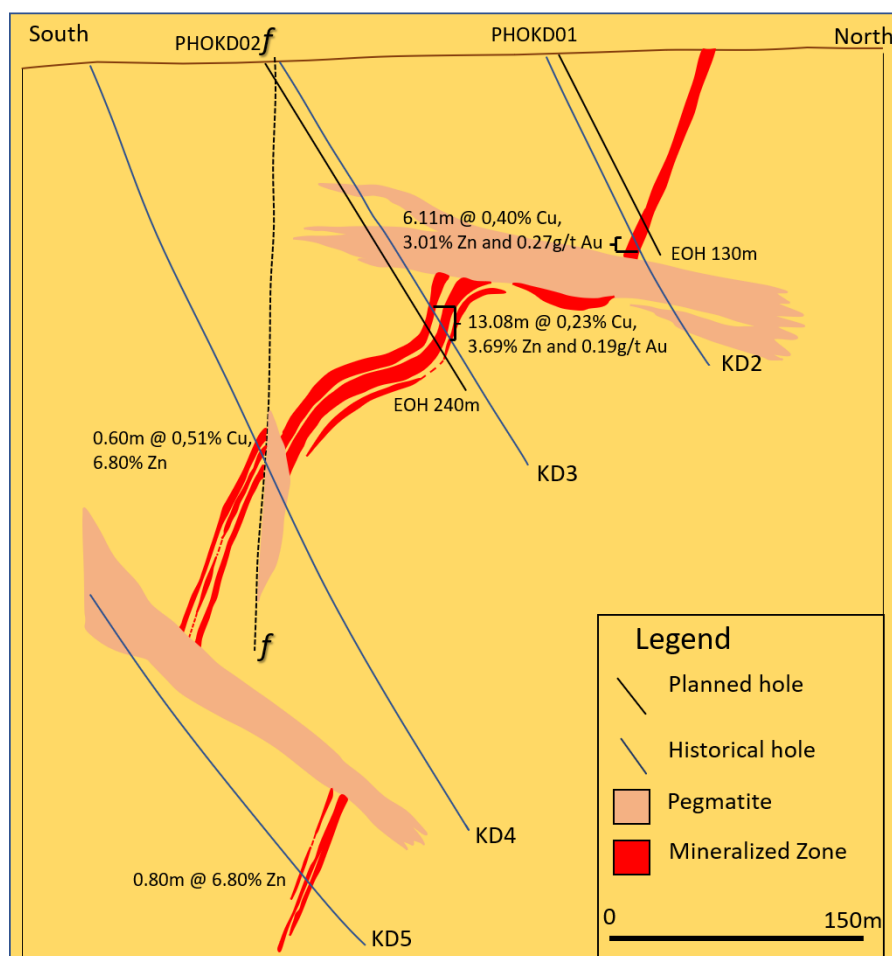 South
PHOKD02
f
PHOKD01
North
6.11m @ 0,40% Cu,
3.01% Zn and 0.27g/t Au
EOH 130m
13.08m @ 0,23% Cu,
3.69% Zn and 0.19g/t Au
KD2
EOH 240m
0.60m @ 0,51% Cu,
6.80% Zn
KD3
f
Legend
Planned hole
Historical hole
Pegmatite
Mineralized Zone
KD4
0.80m @ 6.80% Zn
KD5
0
150m